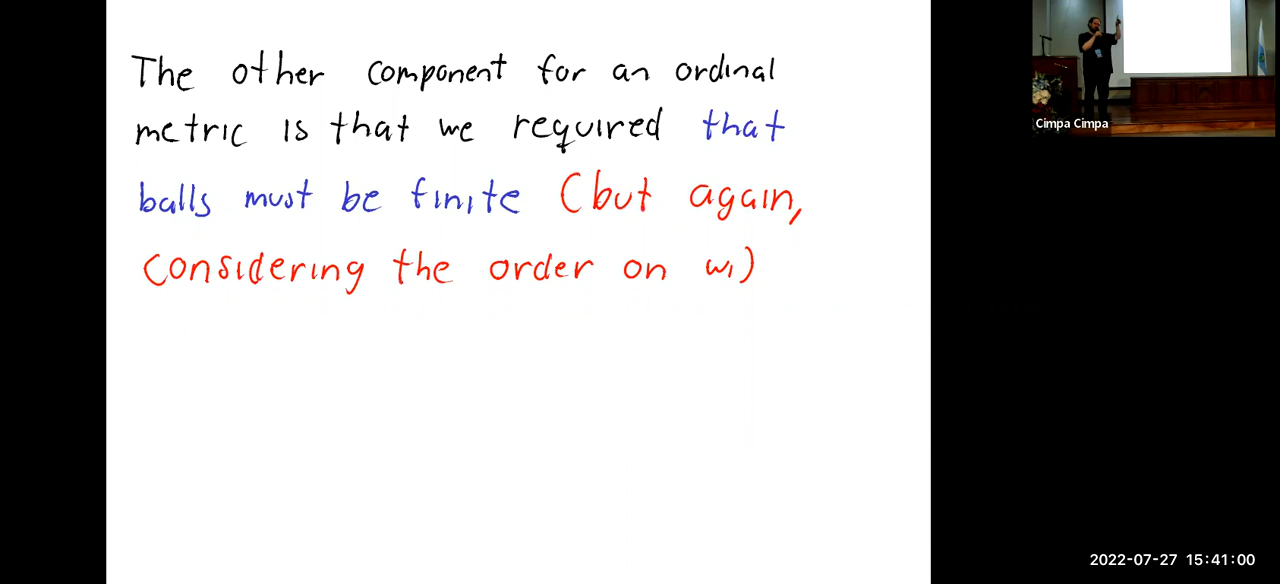 The other component for an ordinal
metric is that we required that
balls must be finite (but again,
considering the order on ω₁)
Cimpa Cimpa
2022-07-27 15:41:00